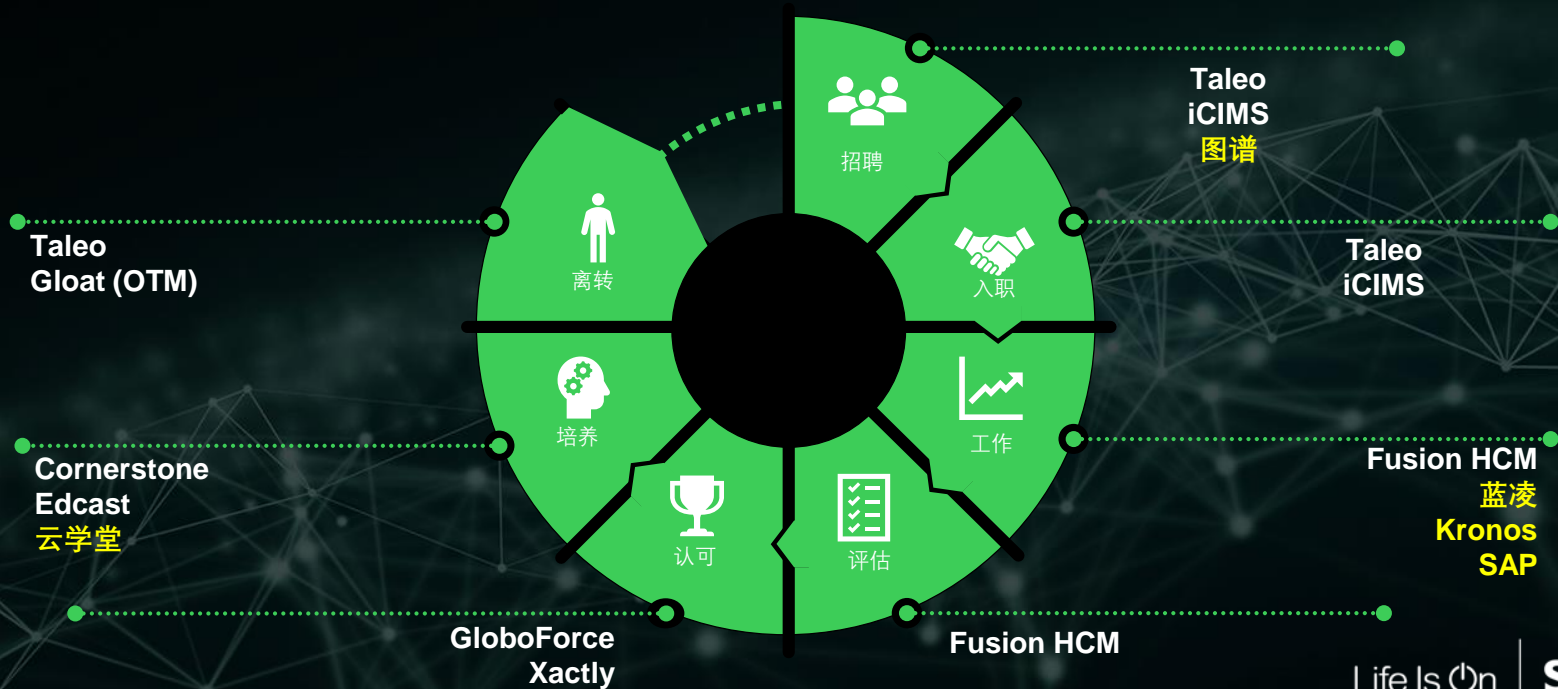 招聘
Taleo
iCIMS
图谱
入职
Taleo
iCIMS
工作
Fusion HCM
蓝凌
Kronos
SAP
评估
Fusion HCM
认可
GloboForce
Xactly
培养
Cornerstone
Edcast
云学堂
离转
Taleo
Gloat (OTM)
Life Is On